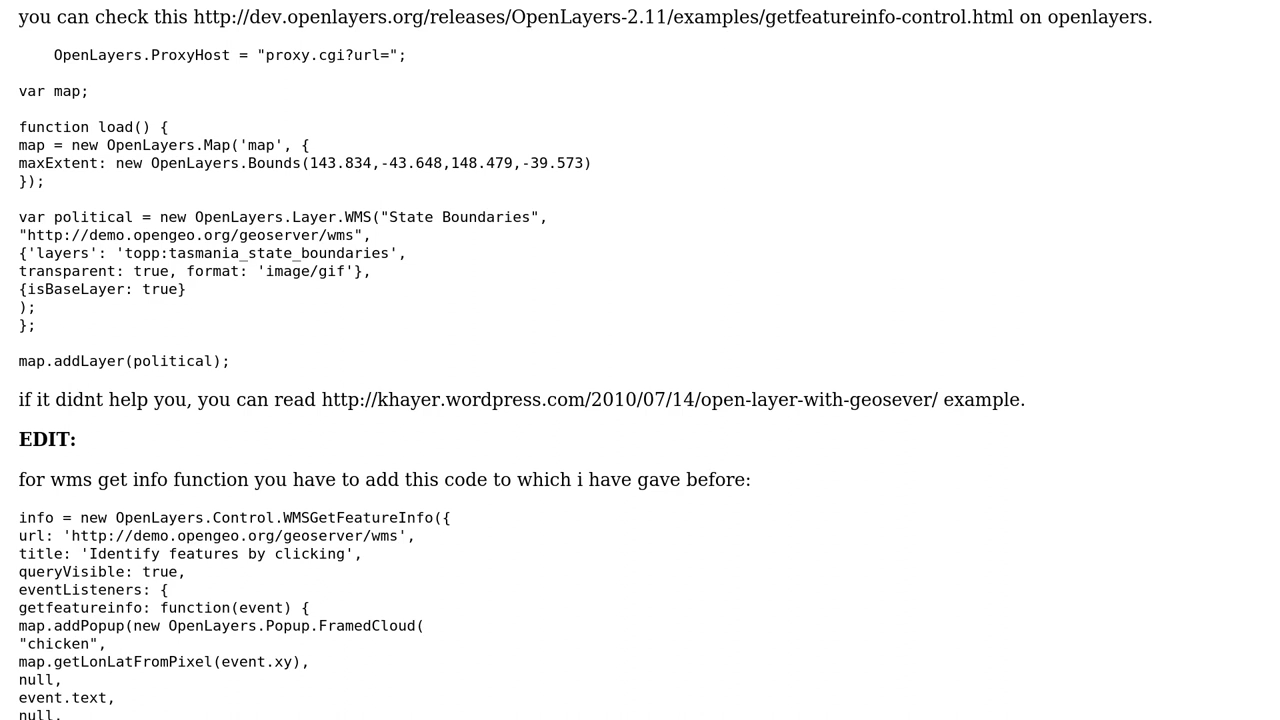 you can check this http://dev.openlayers.org/releases/OpenLayers-2.11/examples/getfeatureinfo-control.html on openlayers.
OpenLayers.ProxyHost = "proxy.cgi?url=";
var map;
function load() {
map = new OpenLayers.Map('map', {
maxExtent: new OpenLayers.Bounds(143.834,-43.648,148.479,-39.573)
});
var political = new OpenLayers.Layer.WMS("State Boundaries",
"http://demo.opengeo.org/geoserver/wms",
{'layers': 'topp:tasmania_state_boundaries',
transparent: true, format: 'image/gif'},
{isBaseLayer: true}
);
};
map.addLayer(political);
if it didnt help you, you can read http://khayer.wordpress.com/2010/07/14/open-layer-with-geosever/ example.
EDIT:
for wms get info function you have to add this code to which i have gave before:
info = new OpenLayers.Control.WMSGetFeatureInfo({
url: 'http://demo.opengeo.org/geoserver/wms',
title: 'Identify features by clicking',
queryVisible: true,
eventListeners: {
getfeatureinfo: function(event) {
map.addPopup(new OpenLayers.Popup.FramedCloud(
"chicken",
map.getLonLatFromPixel(event.xy),
null,
event.text,
null,